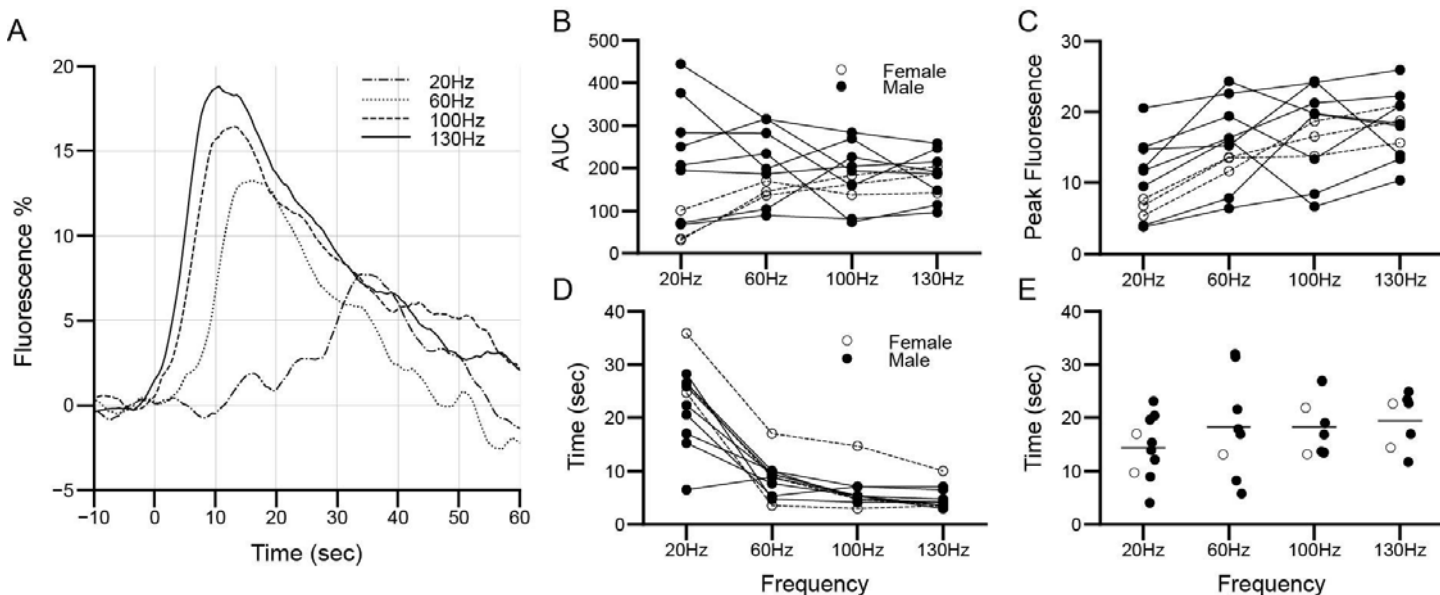 A
Fluorescence %
20
15
10
5
0
−5
−10
0
10
20
30
40
50
60
Time (sec)
20Hz
60Hz
100Hz
130Hz
B
AUC
500
400
300
200
100
0
Female
Male
20Hz
60Hz
100Hz
130Hz
C
Peak Fluoresence
30
20
10
0
20Hz
60Hz
100Hz
130Hz
D
Time (sec)
40
30
20
10
0
Female
Male
20Hz
60Hz
100Hz
130Hz
Frequency
E
Time (sec)
40
30
20
10
0
20Hz
60Hz
100Hz
130Hz
Frequency